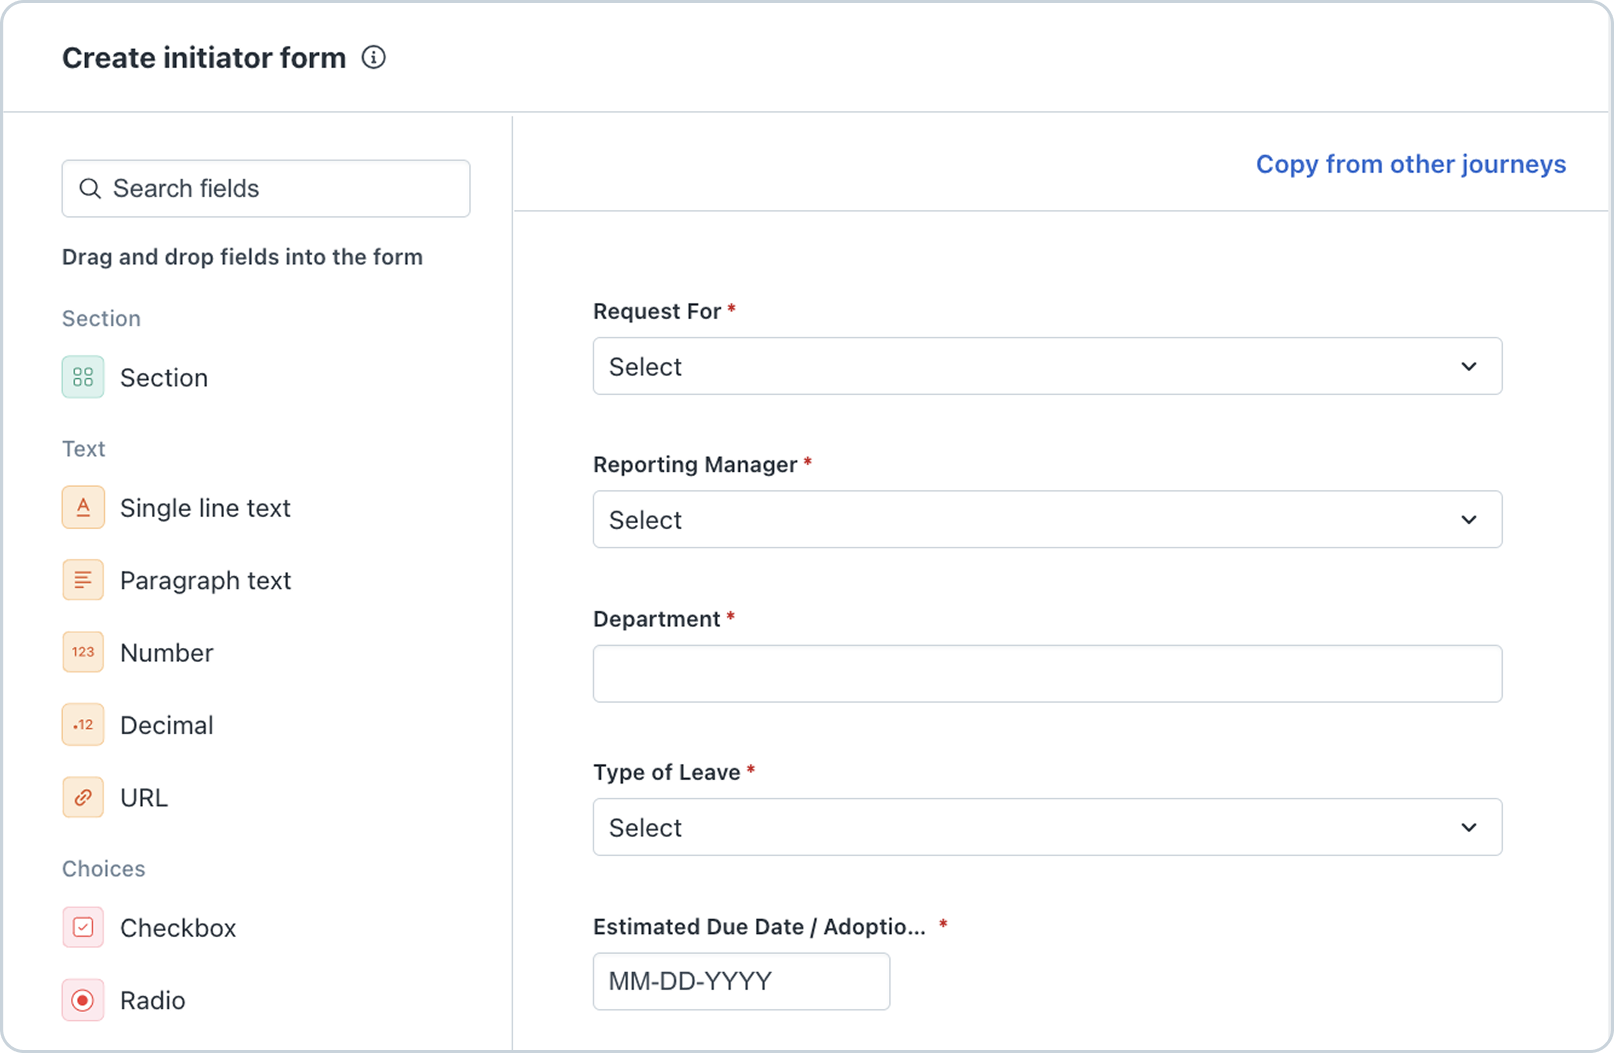 Create initiator form
Search fields
Drag and drop fields into the form
Section
Section
Text
A Single line text
Paragraph text
123 Number
.12 Decimal
URL
Choices
Checkbox
Radio
Copy from other journeys
Request For *
Select
Reporting Manager *
Select
Department *
Type of Leave *
Select
Estimated Due Date / Adoptio... *
MM-DD-YYYY